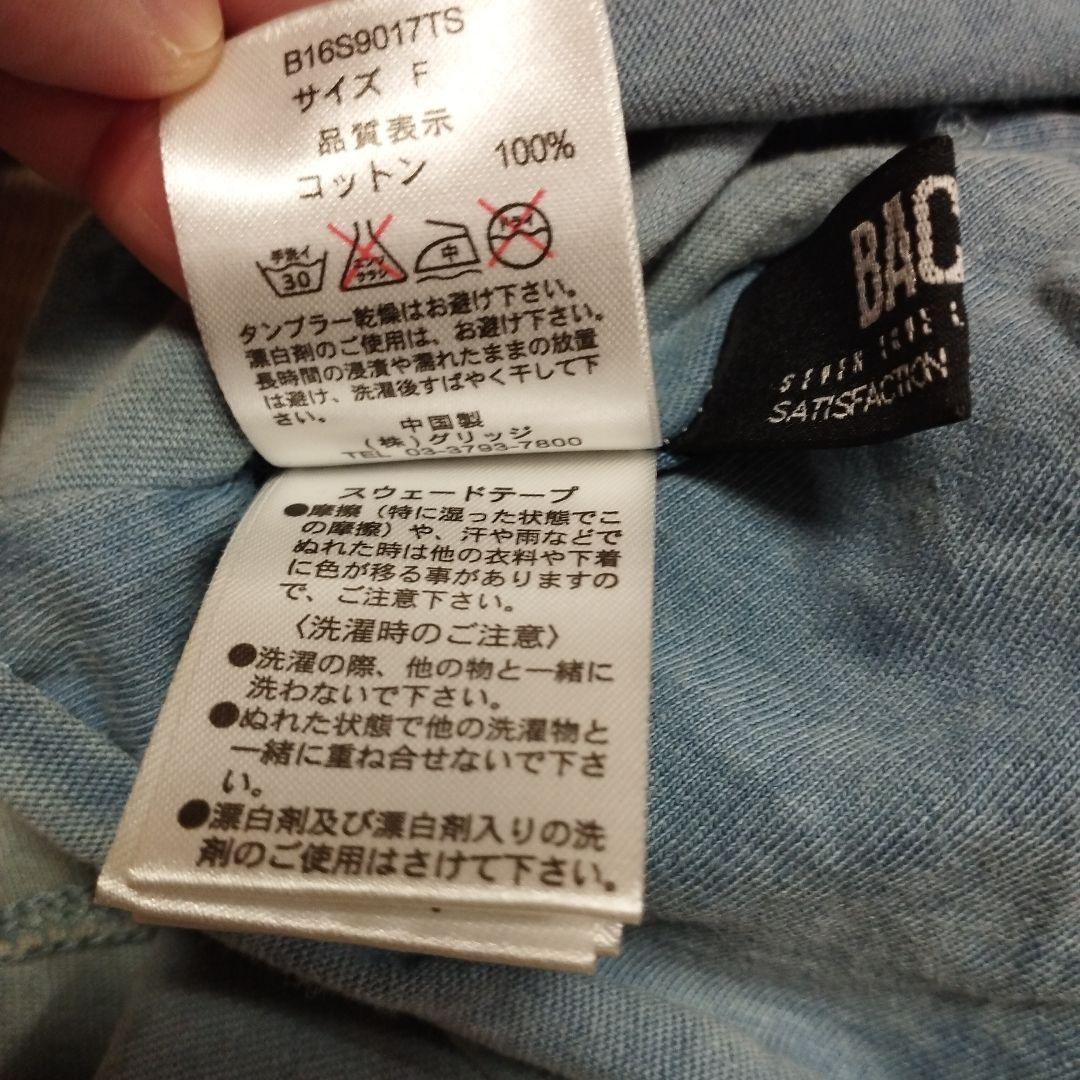 B16S9017TS
サイズ F
品質表示
コットン 100%
手洗イ
30
エンソ
サラシ
中
ドライ
タンブラー乾燥はお避け下さい。
漂白剤のご使用は、お避け下さい。
長時間の浸漬や濡れたままの放置
は避け、洗濯後すばやく干して下
さい。
中国製
(株)グリッジ
TEL 03-3793-7800
スウェードテープ
●摩擦（特に湿った状態でこ
の摩擦）や、汗や雨などで
ぬれた時は他の衣料や下着
に色が移る事がありますの
で、ご注意下さい。
〈洗濯時のご注意〉
●洗濯の際、他の物と一緒に
洗わないで下さい。
●ぬれた状態で他の洗濯物と
一緒に重ね合せないで下さ
い。
●漂白剤及び漂白剤入りの洗
剤のご使用はさけて下さい。
BAC
SATISFACTION